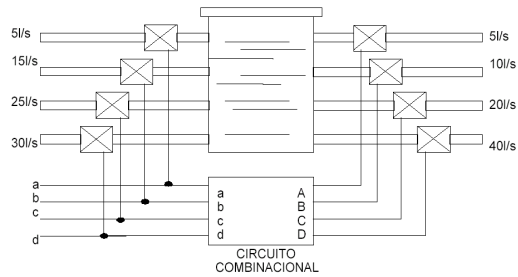 5l/s
5l/s
15l/s
10l/s
25l/s
20l/s
30l/s
40l/s
a
a
A
b
b
B
c
c
C
d
d
D
CIRCUITO
COMBINACIONAL